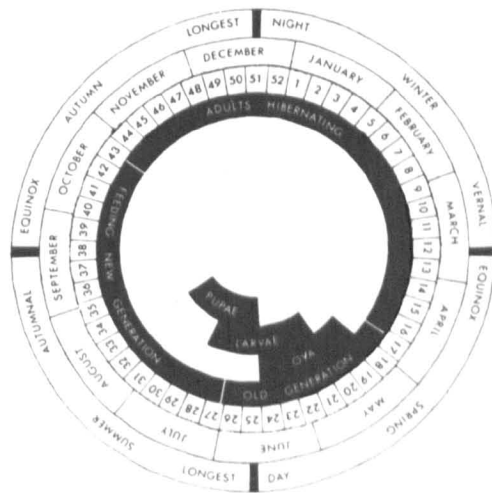 LONGEST NIGHT
WINTER
VERNAL EQUINOX
SPRING
LONGEST DAY
SUMMER
AUTUMNAL EQUINOX
AUTUMN
DECEMBER
JANUARY
FEBRUARY
MARCH
APRIL
MAY
JUNE
JULY
AUGUST
SEPTEMBER
OCTOBER
NOVEMBER
1 2 3 4 5 6 7 8 9 10 11 12 13 14 15 16 17 18 19 20 21 22 23 24 25 26 27 28 29 30 31 32 33 34 35 36 37 38 39 40 41 42 43 44 45 46 47 48 49 50 51 52
ADULTS HIBERNATING
OLD GENERATION
FEEDING NEW GENERATION
PUPAE
LARVAE
OVA